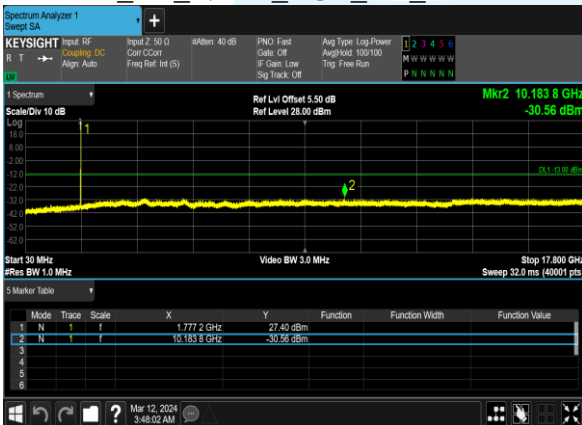 Spectrum Analyzer 1
Swept SA
+
KEYSIGHT Input: RF Input Z: 50 Ω #Atten: 40 dB PNO: Fast Avg Type: Log-Power 1 2 3 4 5 6
R T Coupling: DC Corr CCorr Gate: Off Avg|Hold: 100/100 M W W W W W
Align: Auto Freq Ref: Int (S) IF Gain: Low Trig: Free Run
LW Sig Track: Off P N N N N N
1 Spectrum Ref Lvl Offset 5.50 dB Mkr2 10.183 8 GHz
Scale/Div 10 dB Ref Level 28.00 dBm -30.56 dBm
Log
18.0
8.00
-2.00
-12.0
-22.0
-32.0
-42.0
-52.0
-62.0
1
DL1 -13.00 dBm
2
Start 30 MHz Video BW 3.0 MHz Stop 17.800 GHz
#Res BW 1.0 MHz Sweep 32.0 ms (40001 pts
5 Marker Table
Mode Trace Scale X Y Function Function Width Function Value
1 N 1 f 1.777 2 GHz 27.40 dBm
2 N 1 f 10.183 8 GHz -30.56 dBm
3
4
5
6
? Mar 12, 2024
3:48:02 AM